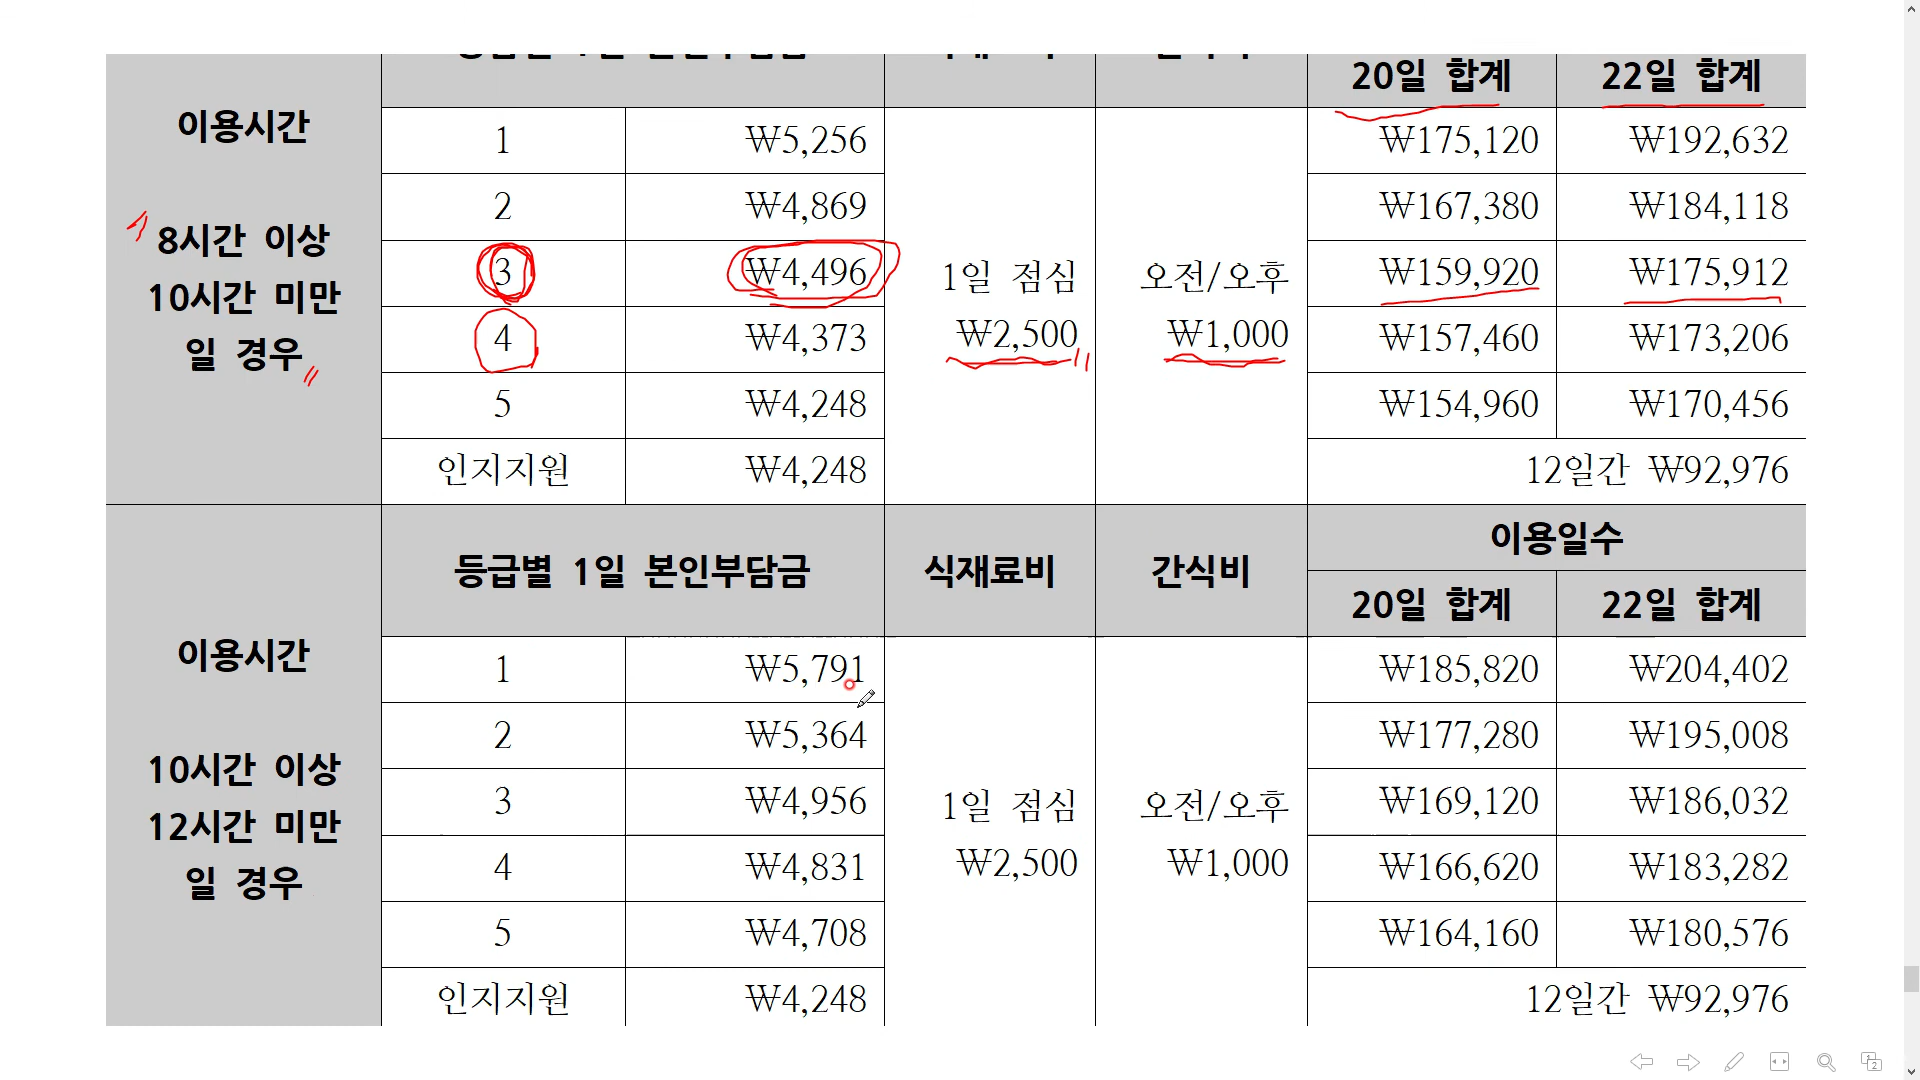 20일 합계 22일 합계
이용시간
8시간 이상
10시간 미만
일 경우
1 ₩5,256 ₩175,120 ₩192,632
2 ₩4,869 ₩167,380 ₩184,118
3 ₩4,496 ₩159,920 ₩175,912
1일 점심 오전/오후
₩2,500 ₩1,000
4 ₩4,373 ₩157,460 ₩173,206
5 ₩4,248 ₩154,960 ₩170,456
인지지원 ₩4,248 12일간 ₩92,976
등급별 1일 본인부담금 식재료비 간식비 이용일수
20일 합계 22일 합계
이용시간
10시간 이상
12시간 미만
일 경우
1 ₩5,791 ₩185,820 ₩204,402
2 ₩5,364 ₩177,280 ₩195,008
3 ₩4,956 ₩169,120 ₩186,032
1일 점심 오전/오후
₩2,500 ₩1,000
4 ₩4,831 ₩166,620 ₩183,282
5 ₩4,708 ₩164,160 ₩180,576
인지지원 ₩4,248 12일간 ₩92,976